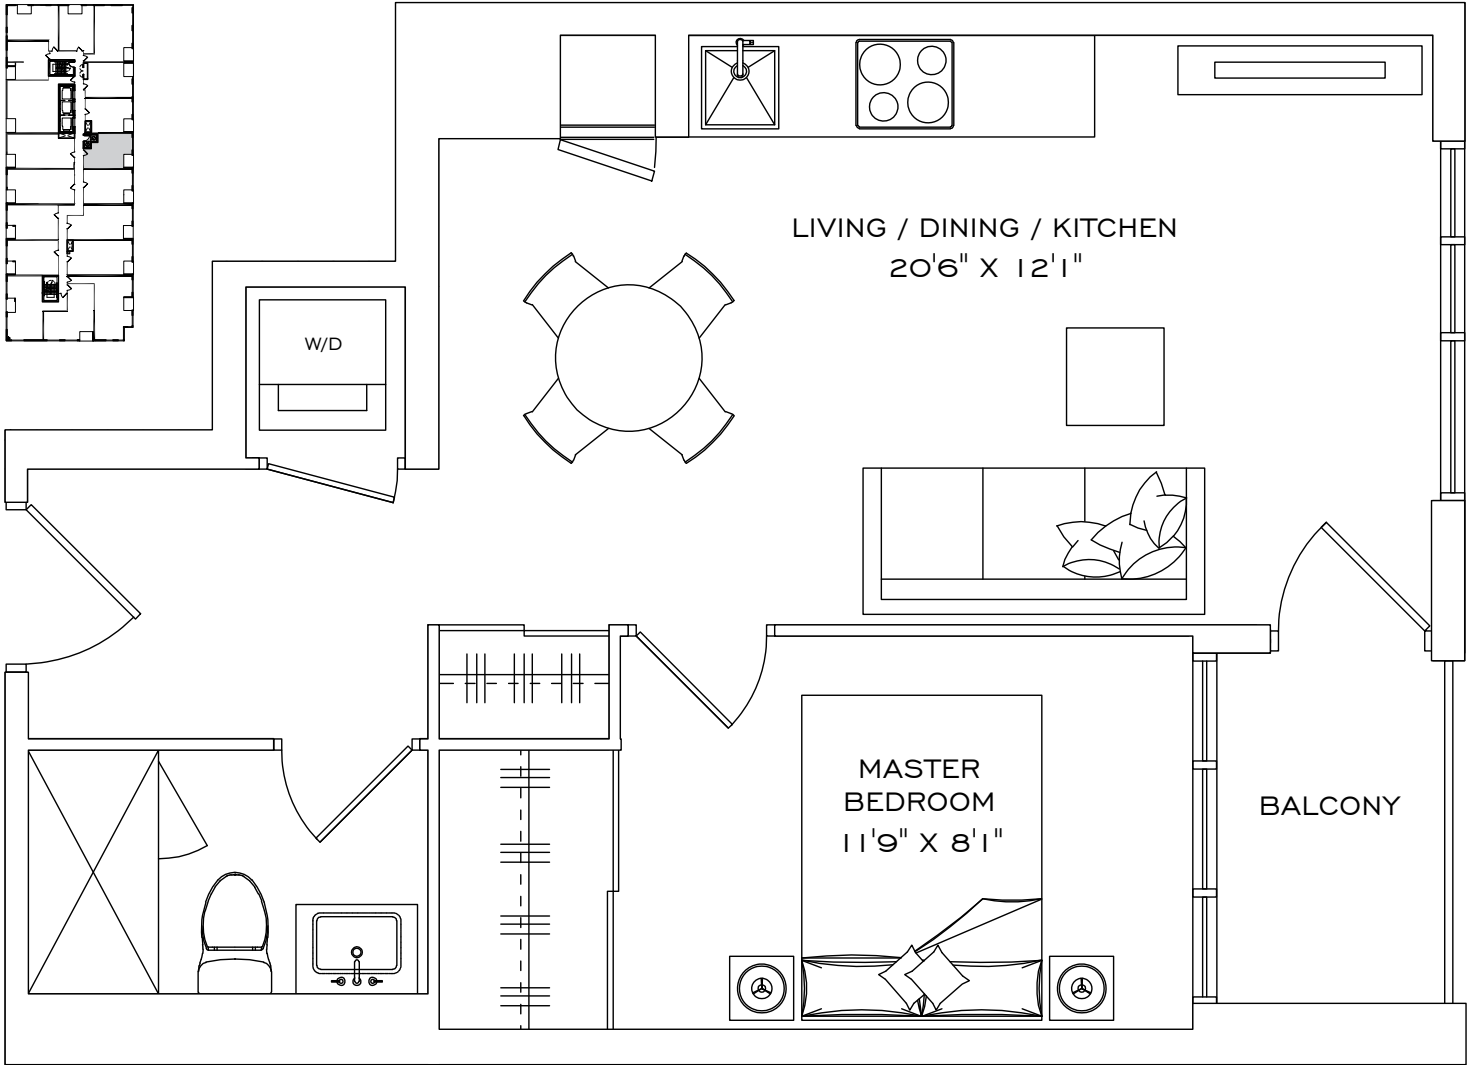 LIVING / DINING / KITCHEN
20'6" X 12'1"
W/D
MASTER
BEDROOM
11'9" X 8'1"
BALCONY